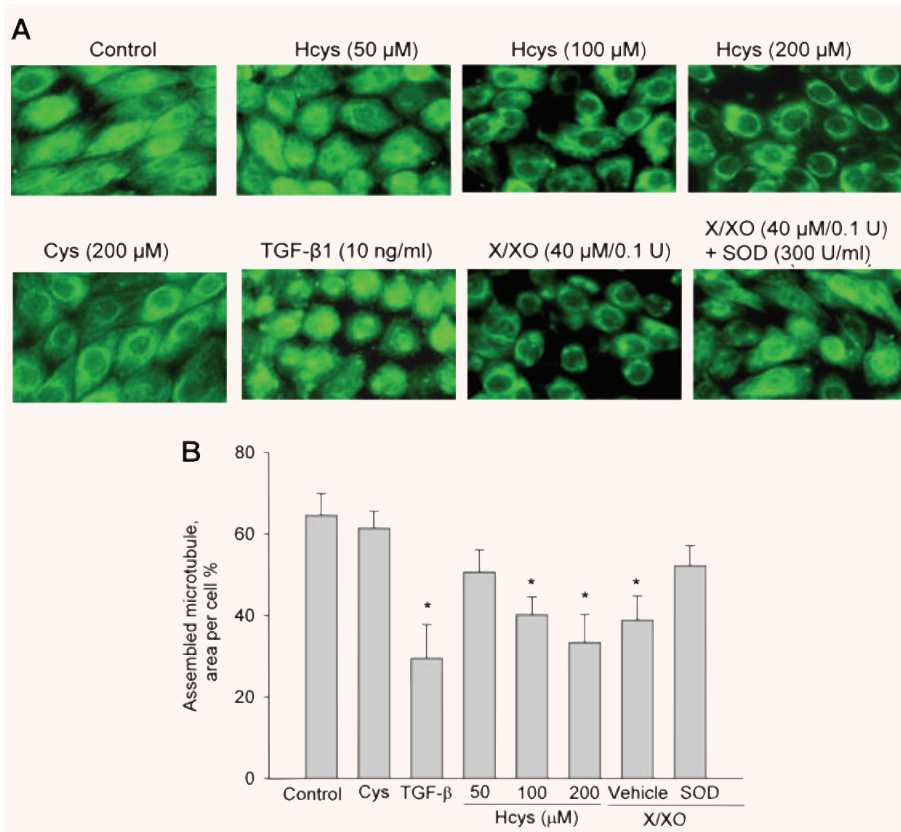 A
Control
Hcys (50 µM)
Hcys (100 µM)
Hcys (200 µM)
Cys (200 µM)
TGF-β1 (10 ng/ml)
X/XO (40 µM/0.1 U)
X/XO (40 µM/0.1 U)
+ SOD (300 U/ml)
B
Assembled microtubule,
area per cell %
80
60
40
20
0
* * * *
Control Cys TGF-β 50 100 200 Vehicle SOD
Hcys (µM) X/XO